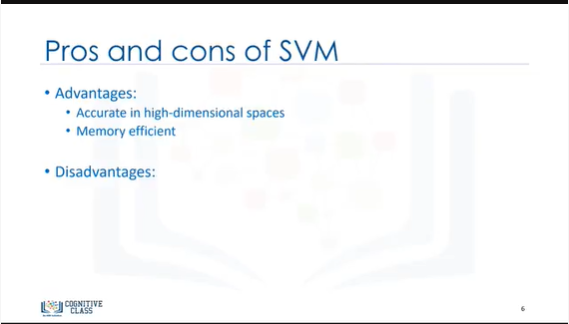 Pros and cons of SVM
• Advantages:
• Accurate in high-dimensional spaces
• Memory efficient
• Disadvantages:
COGNITIVE
CLASS
6